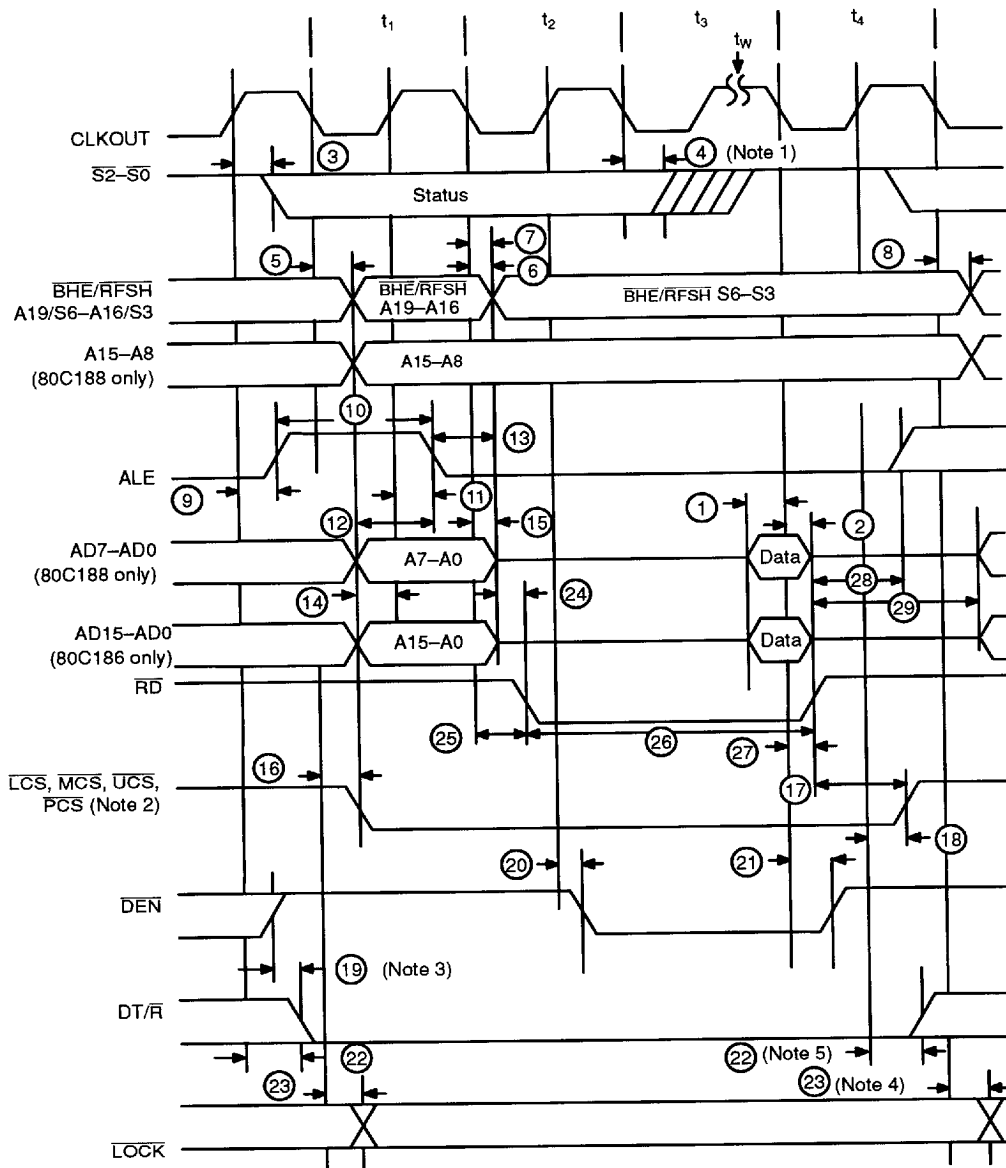 t1 t2 t3 t4
tW
CLKOUT
3 4 (Note 1)
S2–S0
Status
7
5 6 8
BHE/RFSH
A19/S6–A16/S3
BHE/RFSH
A19–A16
BHE/RFSH S6–S3
A15–A8
(80C188 only)
A15–A8
10
13
ALE
9 11 1
12 15 2
AD7–AD0
(80C188 only)
A7–A0
Data
28
14 24
29
AD15–AD0
(80C186 only)
A15–A0
Data
RD
25 26 27
16
LCS, MCS, UCS,
PCS (Note 2)
17
18
20 21
DEN
19 (Note 3)
DT/R
22 22 (Note 5)
23 23 (Note 4)
LOCK